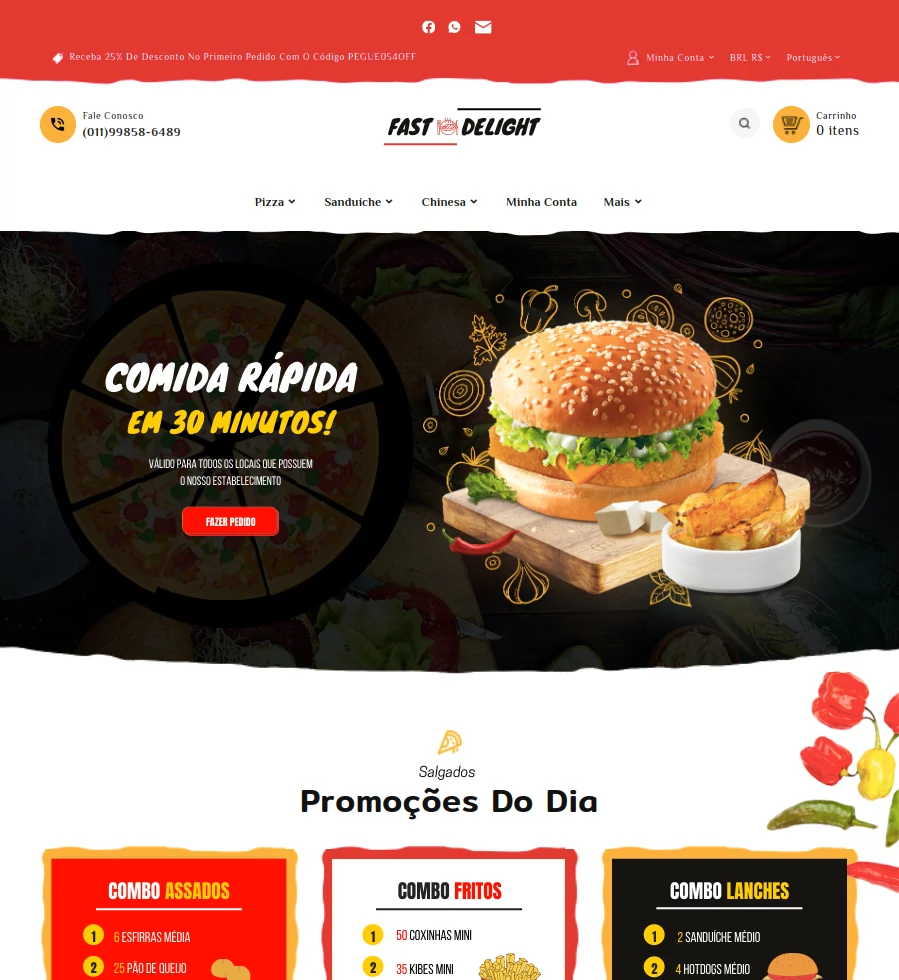 Receba 25% De Desconto No Primeiro Pedido Com O Código PEGUE054OFF
Minha Conta
BRL R$
Português
Fale Conosco
(011)99858-6489
FAST DELIGHT
Carrinho
0 itens
Pizza
Sanduíche
Chinesa
Minha Conta
Mais
COMIDA RÁPIDA
EM 30 MINUTOS!
VÁLIDO PARA TODOS OS LOCAIS QUE POSSUEM
O NOSSO ESTABELECIMENTO
FAZER PEDIDO
Salgados
Promoções Do Dia
COMBO ASSADOS
1 6 ESFIRRAS MÉDIA
2 25 PÃO DE QUEIJO
COMBO FRITOS
1 50 COXINHAS MINI
2 35 KIBES MINI
COMBO LANCHES
1 2 SANDUÍCHE MÉDIO
2 4 HOTDOGS MÉDIO